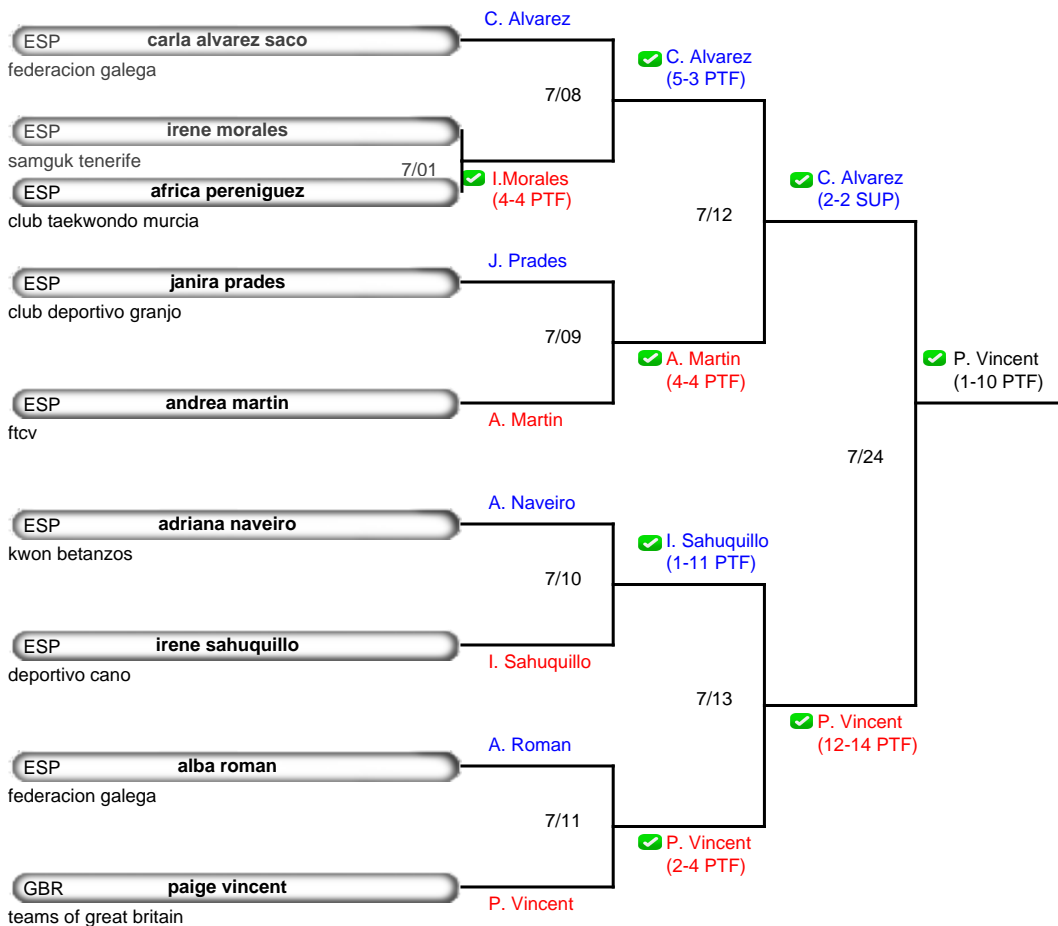 C. Alvarez
ESP carla alvarez saco
federacion galega
C. Alvarez
(5-3 PTF)
7/08
ESP irene morales
samguk tenerife
7/01
I.Morales
(4-4 PTF)
ESP africa pereniguez
club taekwondo murcia
C. Alvarez
(2-2 SUP)
7/12
J. Prades
ESP janira prades
club deportivo granjo
7/09
A. Martin
(4-4 PTF)
P. Vincent
(1-10 PTF)
ESP andrea martin
ftcv
A. Martin
7/24
A. Naveiro
ESP adriana naveiro
kwon betanzos
I. Sahuquillo
(1-11 PTF)
7/10
ESP irene sahuquillo
deportivo cano
I. Sahuquillo
7/13
P. Vincent
(12-14 PTF)
A. Roman
ESP alba roman
federacion galega
7/11
P. Vincent
(2-4 PTF)
GBR paige vincent
teams of great britain
P. Vincent